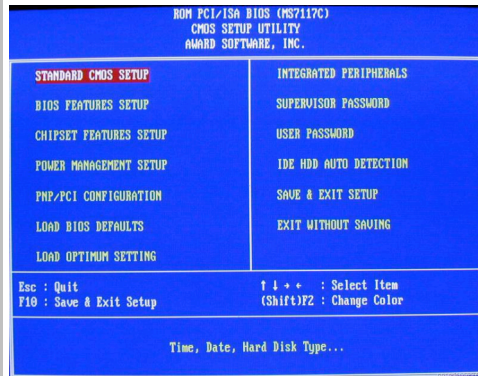 ROM PCI/ISA BIOS (MS7117C)
CMOS SETUP UTILITY
AWARD SOFTWARE, INC.
STANDARD CMOS SETUP
BIOS FEATURES SETUP
CHIPSET FEATURES SETUP
POWER MANAGEMENT SETUP
PNP/PCI CONFIGURATION
LOAD BIOS DEFAULTS
LOAD OPTIMUM SETTING
INTEGRATED PERIPHERALS
SUPERVISOR PASSWORD
USER PASSWORD
IDE HDD AUTO DETECTION
SAVE & EXIT SETUP
EXIT WITHOUT SAVING
Esc : Quit
F10 : Save & Exit Setup
↑ ↓ → ← : Select Item
(Shift)F2 : Change Color
Time, Date, Hard Disk Type...